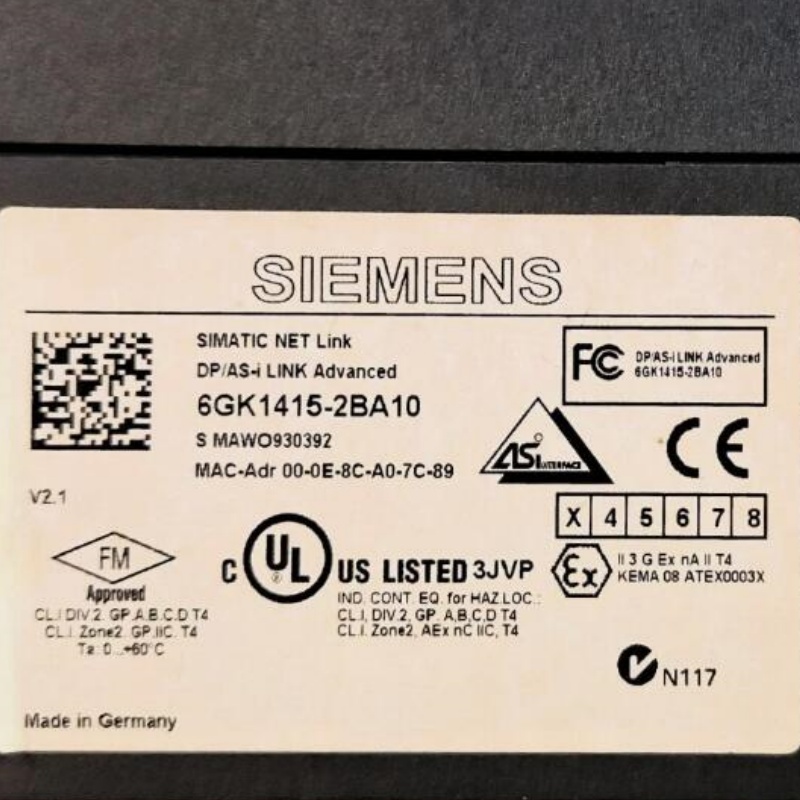 SIEMENS
SIMATIC NET Link
DP/AS-i LINK Advanced
6GK1415-2BA10
S MAWO930392
MAC-Adr 00-0E-8C-A0-7C-89
V2.1
FC DP/AS-i LINK Advanced
6GK1415-2BA10
ASi INTERFACE
CE
X 4 5 6 7 8
FM
Approved
CL.I DIV.2. GP.A.B.C.D T4
CL.I. Zone2. GP.IIC. T4
Ta: 0...+60°C
C UL ® US LISTED 3JVP
IND. CONT. EQ. for HAZ.LOC.:
CL.I, DIV.2, GP. A,B,C,D T4
CL.I. Zone2, AEx nC IIC, T4
Ex II 3 G Ex nA II T4
KEMA 08 ATEX0003X
N117
Made in Germany